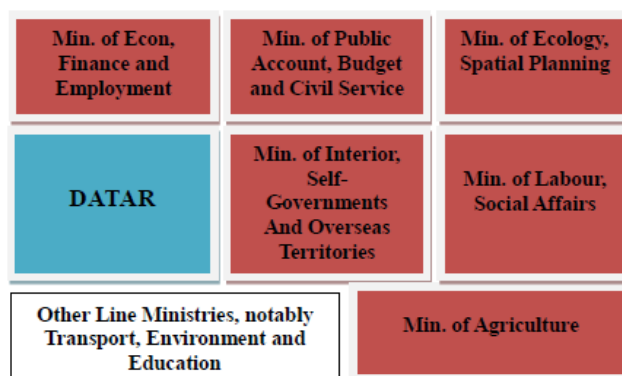 Min. of Econ,
Finance and
Employment
Min. of Public
Account, Budget
and Civil Service
Min. of Ecology,
Spatial Planning
DATAR
Min. of Interior,
Self-
Governments
And Overseas
Territories
Min. of Labour,
Social Affairs
Other Line Ministries, notably
Transport, Environment and
Education
Min. of Agriculture